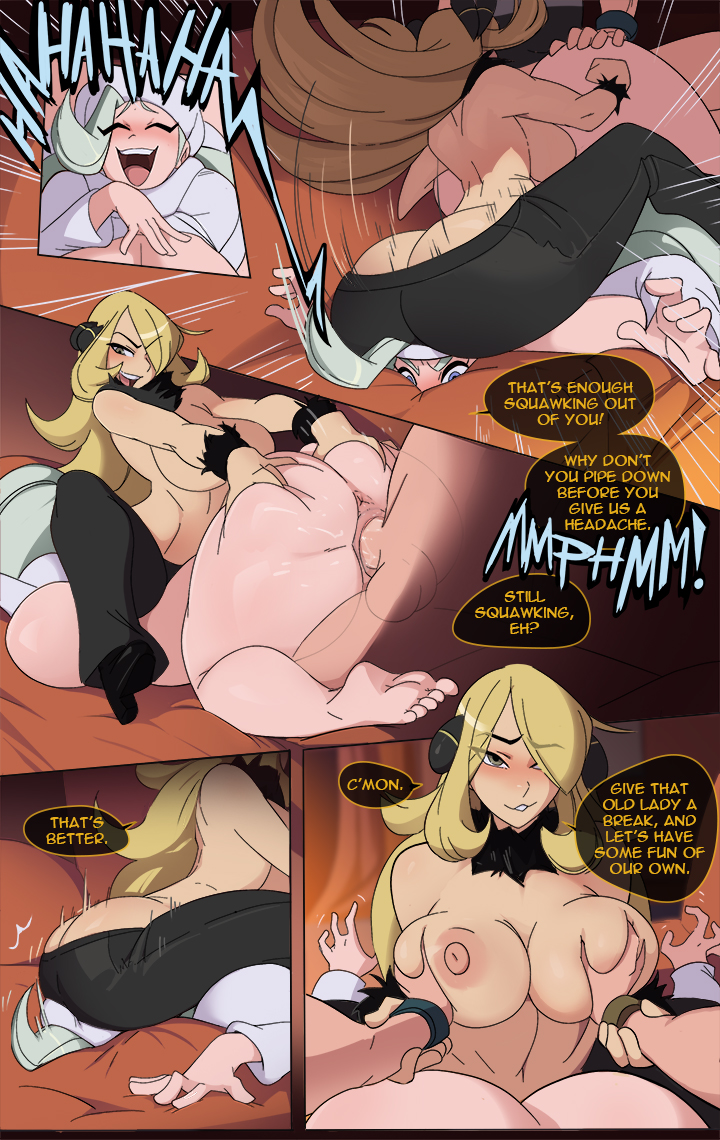 HAHAHAHAHA
THAT'S ENOUGH
SQUAWKING OUT
OF YOU!
WHY DON'T
YOU PIPE DOWN
BEFORE YOU
GIVE US A
HEADACHE.
MMPHMM!
STILL
SQUAWKING,
EH?
THAT'S
BETTER.
C'MON.
GIVE THAT
OLD LADY A
BREAK, AND
LET'S HAVE
SOME FUN OF
OUR OWN.